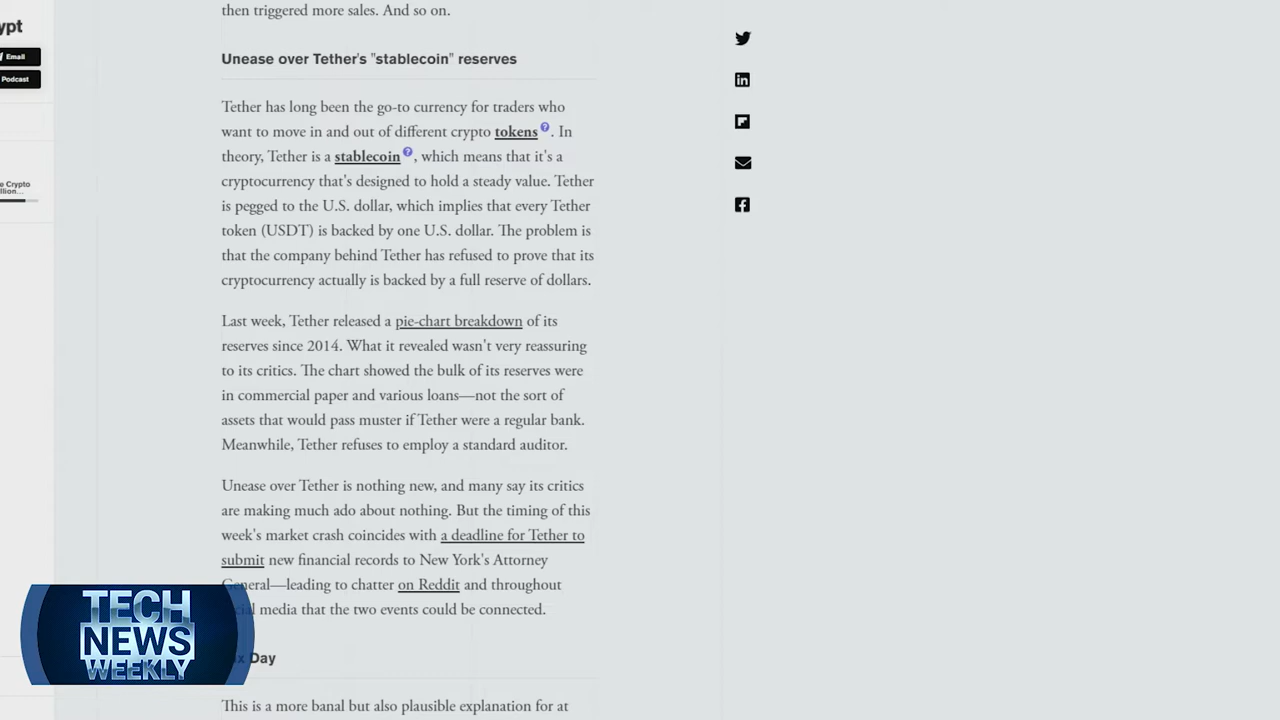 then triggered more sales. And so on.
ypt
Email
Podcast
Unease over Tether's "stablecoin" reserves
Tether has long been the go-to currency for traders who
want to move in and out of different crypto tokens?. In
theory, Tether is a stablecoin?, which means that it's a
cryptocurrency that's designed to hold a steady value. Tether
is pegged to the U.S. dollar, which implies that every Tether
token (USDT) is backed by one U.S. dollar. The problem is
that the company behind Tether has refused to prove that its
cryptocurrency actually is backed by a full reserve of dollars.
e Crypto
llion...
Last week, Tether released a pie-chart breakdown of its
reserves since 2014. What it revealed wasn't very reassuring
to its critics. The chart showed the bulk of its reserves were
in commercial paper and various loans—not the sort of
assets that would pass muster if Tether were a regular bank.
Meanwhile, Tether refuses to employ a standard auditor.
Unease over Tether is nothing new, and many say its critics
are making much ado about nothing. But the timing of this
week's market crash coincides with a deadline for Tether to
submit new financial records to New York's Attorney
General—leading to chatter on Reddit and throughout
media that the two events could be connected.
Day
This is a more banal but also plausible explanation for at
TECH
NEWS
WEEKLY